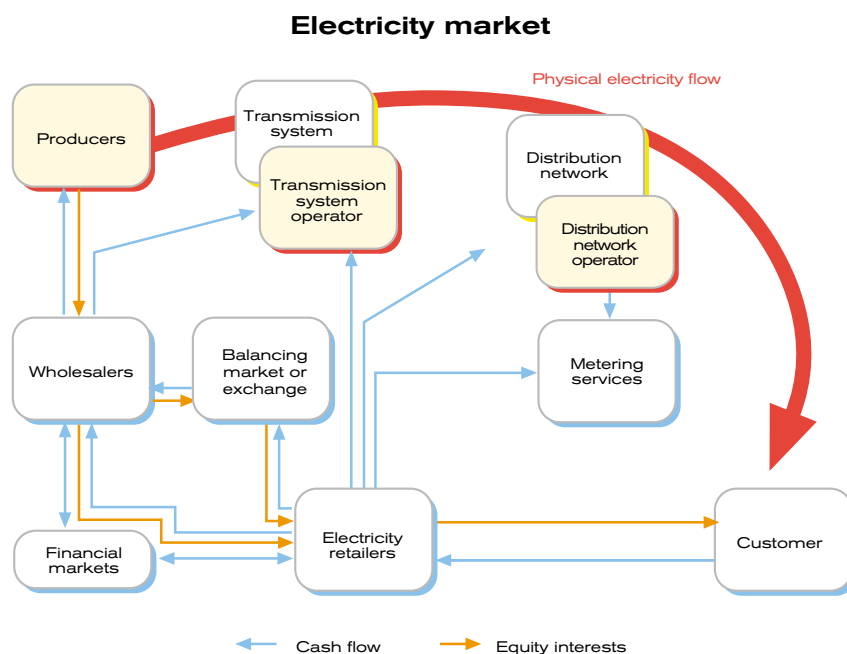 Electricity market
Physical electricity flow
Producers
Transmission
system
Transmission
system
operator
Distribution
network
Distribution
network
operator
Wholesalers
Balancing
market or
exchange
Metering
services
Financial
markets
Electricity
retailers
Customer
Cash flow
Equity interests